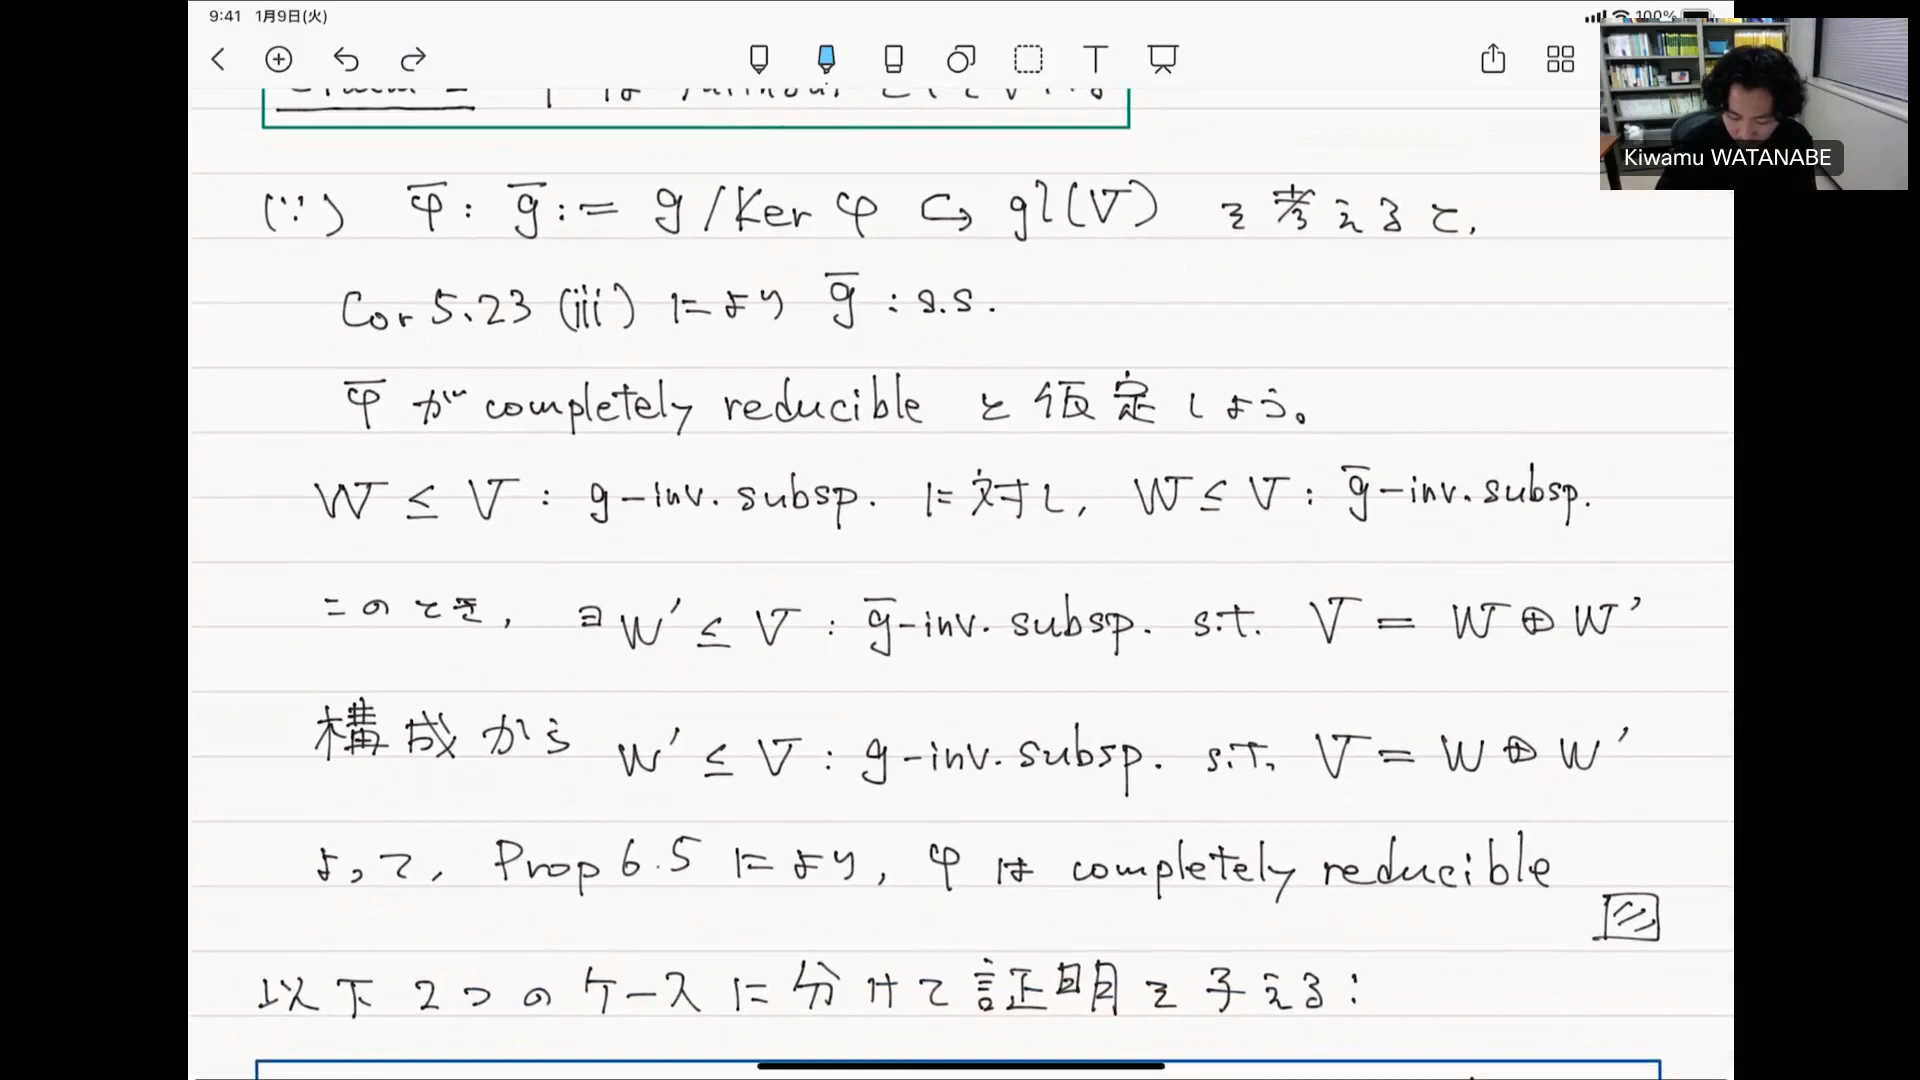 9:41 1月9日(火)
100%
Kiwamu WATANABE
(∵) φ̄ : ḡ := g/Ker φ ↪ gl(V) を考えると,
Cor 5.23 (iii) により ḡ : s.s.
φ̄ が completely reducible と仮定しよう。
W ≤ V : g-inv. subsp. に対し, W ≤ V : ḡ-inv. subsp.
このとき, ∃W' ≤ V : ḡ-inv. subsp. s.t. V = W ⊕ W'
構成から W' ≤ V : g-inv. subsp. s.t. V = W ⊕ W'
よって, Prop 6.5 により, φ は completely reducible
以下 2つのケースに分けて証明を与える :